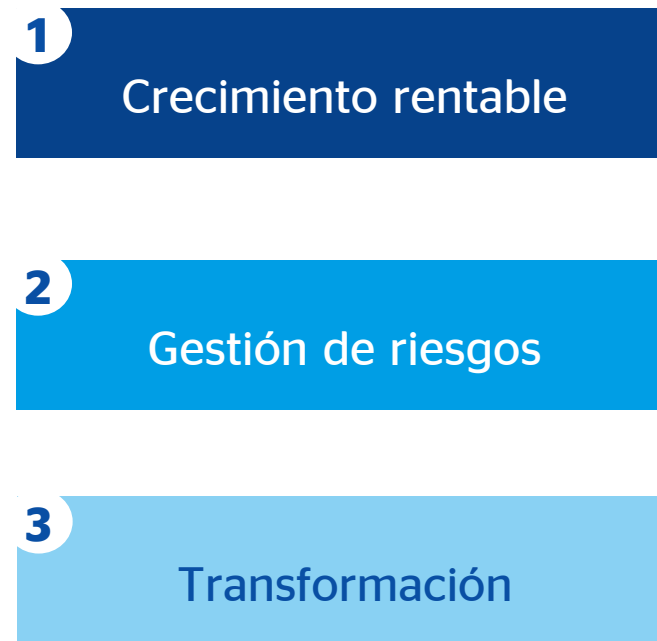 1
Crecimiento rentable
2
Gestión de riesgos
3
Transformación